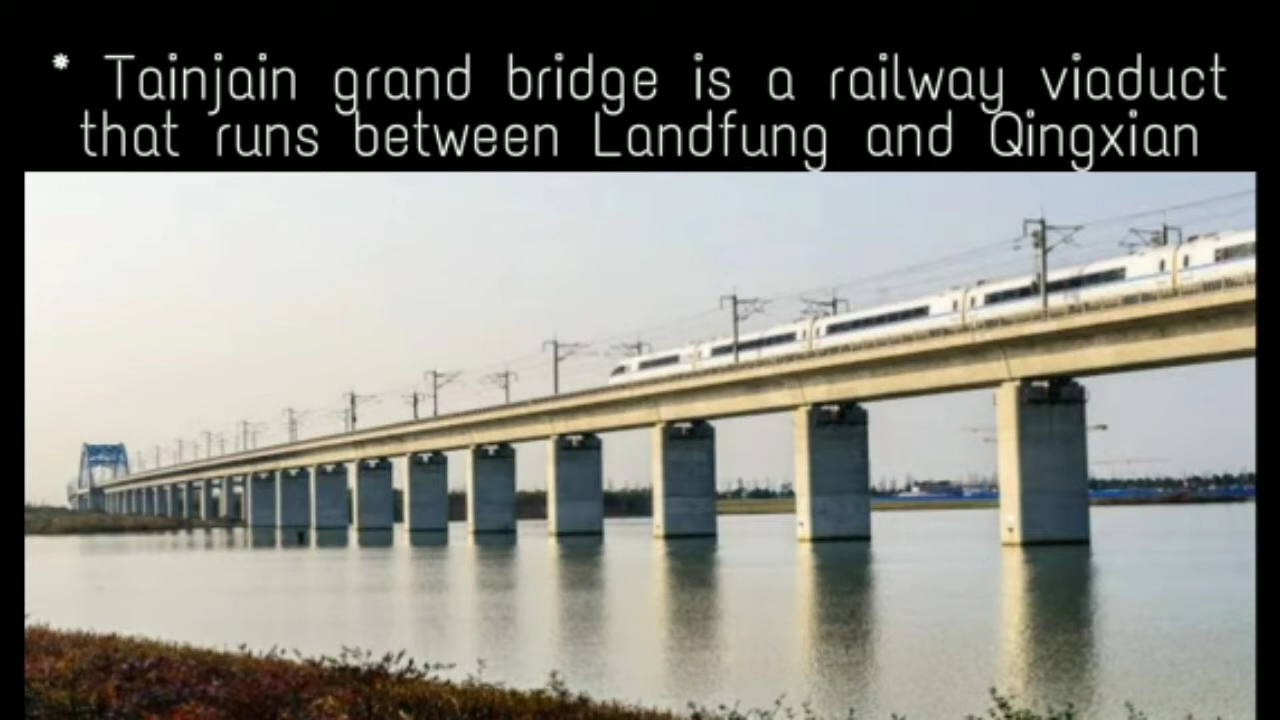 * Tainjain grand bridge is a railway viaduct
that runs between Landfung and Qingxian